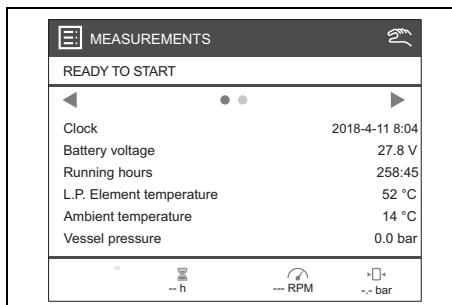 MEASUREMENTS
READY TO START
Clock 2018-4-11 8:04
Battery voltage 27.8 V
Running hours 258:45
L.P. Element temperature 52 °C
Ambient temperature 14 °C
Vessel pressure 0.0 bar
-- h --- RPM -.- bar